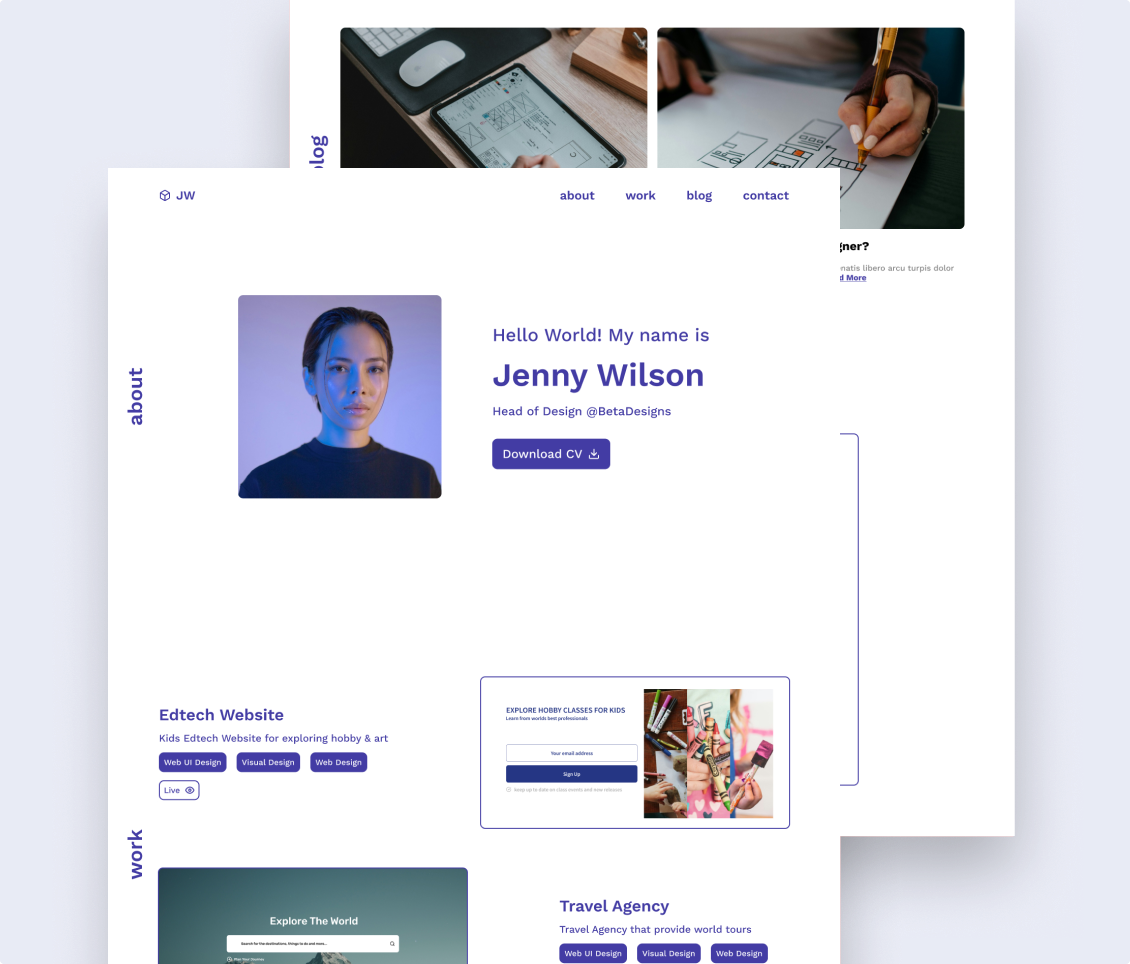 JW
about
work
blog
contact
about
Hello World! My name is
Jenny Wilson
Head of Design @BetaDesigns
Download CV
Edtech Website
Kids Edtech Website for exploring hobby & art
Web UI Design
Visual Design
Web Design
Live
EXPLORE HOBBY CLASSES FOR KIDS
Learn from worlds best professionals
Your email address
Sign Up
Keep up to date on class events and new releases
work
Explore The World
Search for the destinations, things to do and more...
Plan Your Journey
Travel Agency
Travel Agency that provide world tours
Web UI Design
Visual Design
Web Design
log
gner?
enatis libero arcu turpis dolor
d More